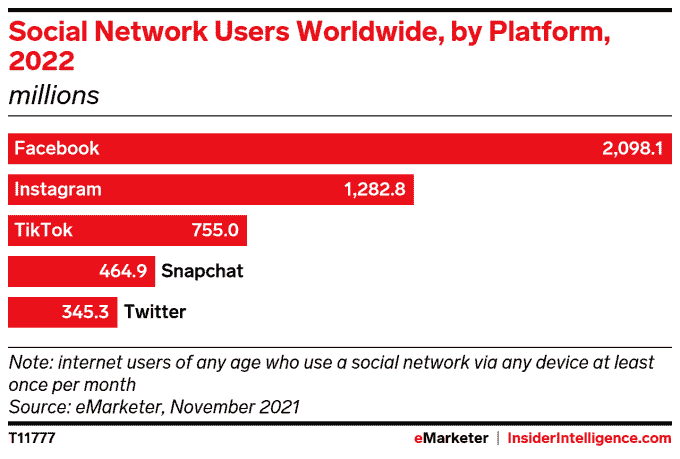 Social Network Users Worldwide, by Platform,
2022
millions
Facebook 2,098.1
Instagram 1,282.8
TikTok 755.0
464.9 Snapchat
345.3 Twitter
Note: internet users of any age who use a social network via any device at least
once per month
Source: eMarketer, November 2021
T11777 eMarketer | InsiderIntelligence.com